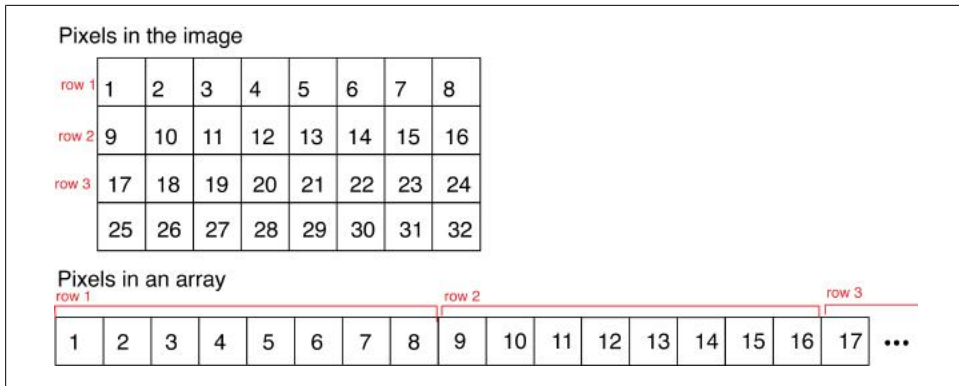 Pixels in the image
row 1 1 2 3 4 5 6 7 8
row 2 9 10 11 12 13 14 15 16
row 3 17 18 19 20 21 22 23 24
25 26 27 28 29 30 31 32
Pixels in an array
row 1 row 2 row 3
1 2 3 4 5 6 7 8 9 10 11 12 13 14 15 16 17 •••